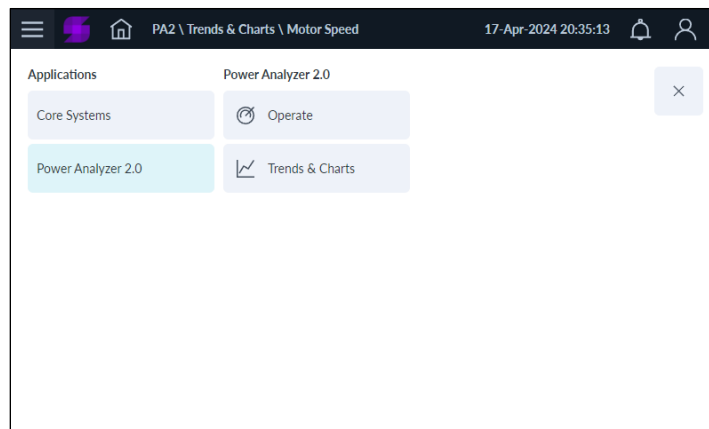 PA2 \ Trends & Charts \ Motor Speed 17-Apr-2024 20:35:13
Applications Power Analyzer 2.0
Core Systems Operate
Power Analyzer 2.0 Trends & Charts